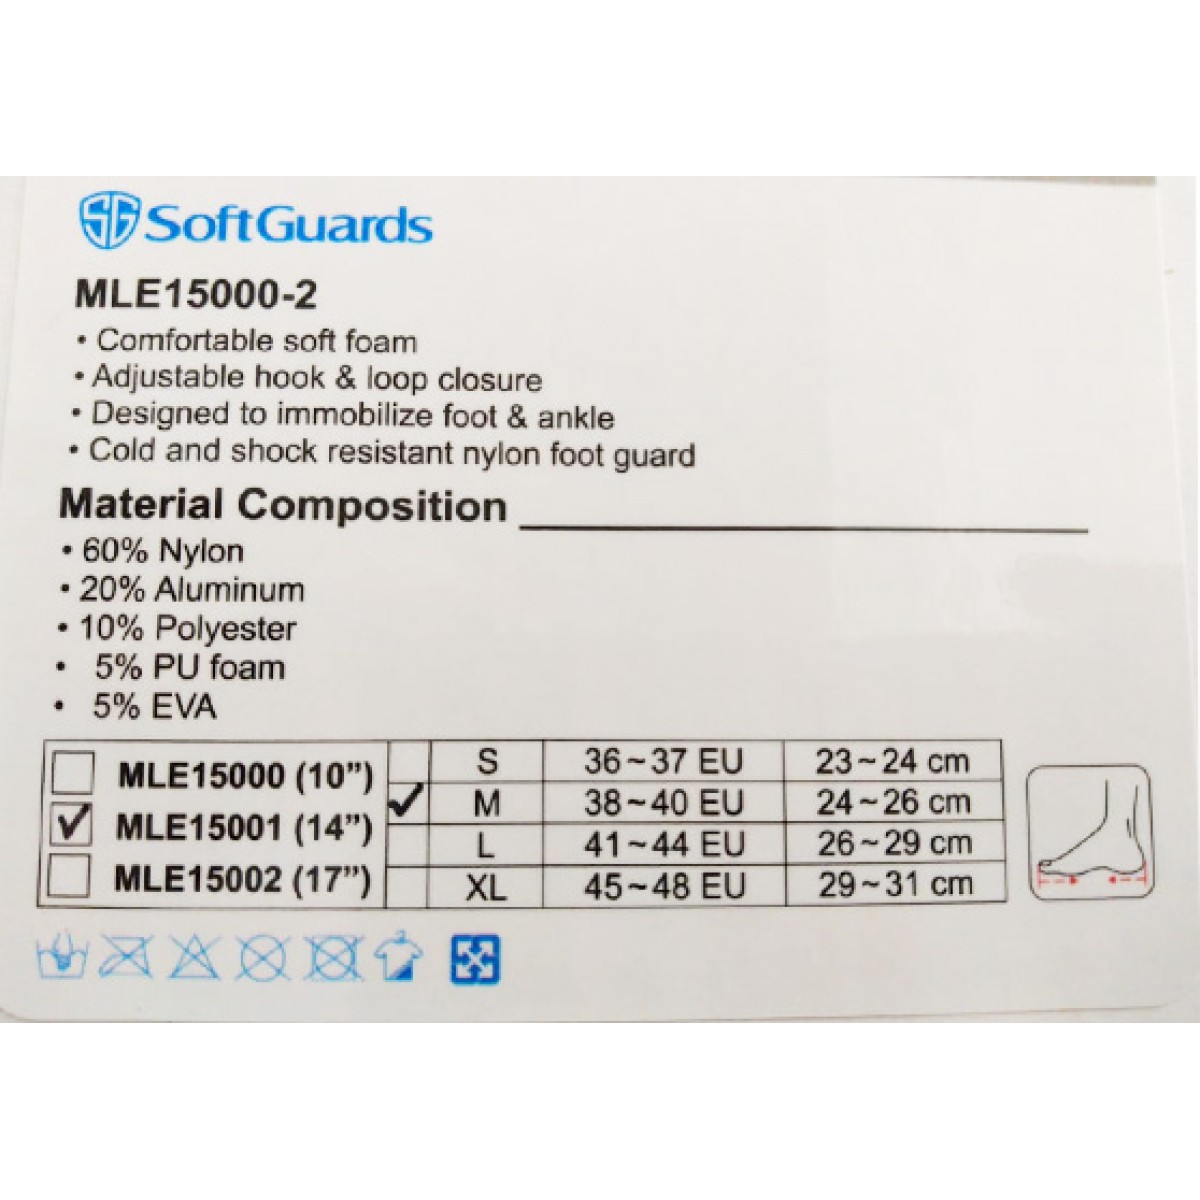 SG SoftGuards
MLE15000-2
• Comfortable soft foam
• Adjustable hook & loop closure
• Designed to immobilize foot & ankle
• Cold and shock resistant nylon foot guard
Material Composition
• 60% Nylon
• 20% Aluminum
• 10% Polyester
• 5% PU foam
• 5% EVA
MLE15000 (10”)
MLE15001 (14”)
MLE15002 (17”)
S 36~37 EU 23~24 cm
M 38~40 EU 24~26 cm
L 41~44 EU 26~29 cm
XL 45~48 EU 29~31 cm